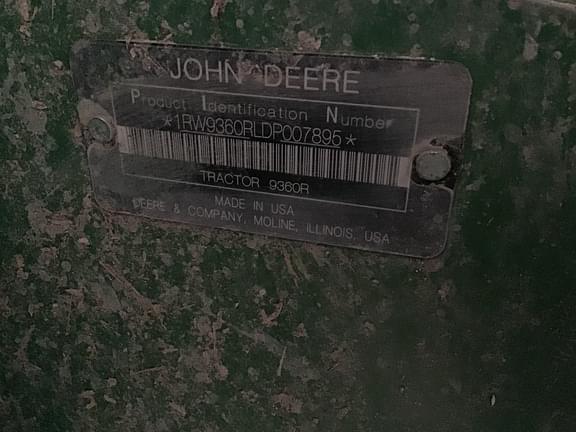 JOHN DEERE
Product Identification Number
*1RW9360RLDP007895*
TRACTOR 9360R
MADE IN USA
DEERE & COMPANY, MOLINE, ILLINOIS, USA